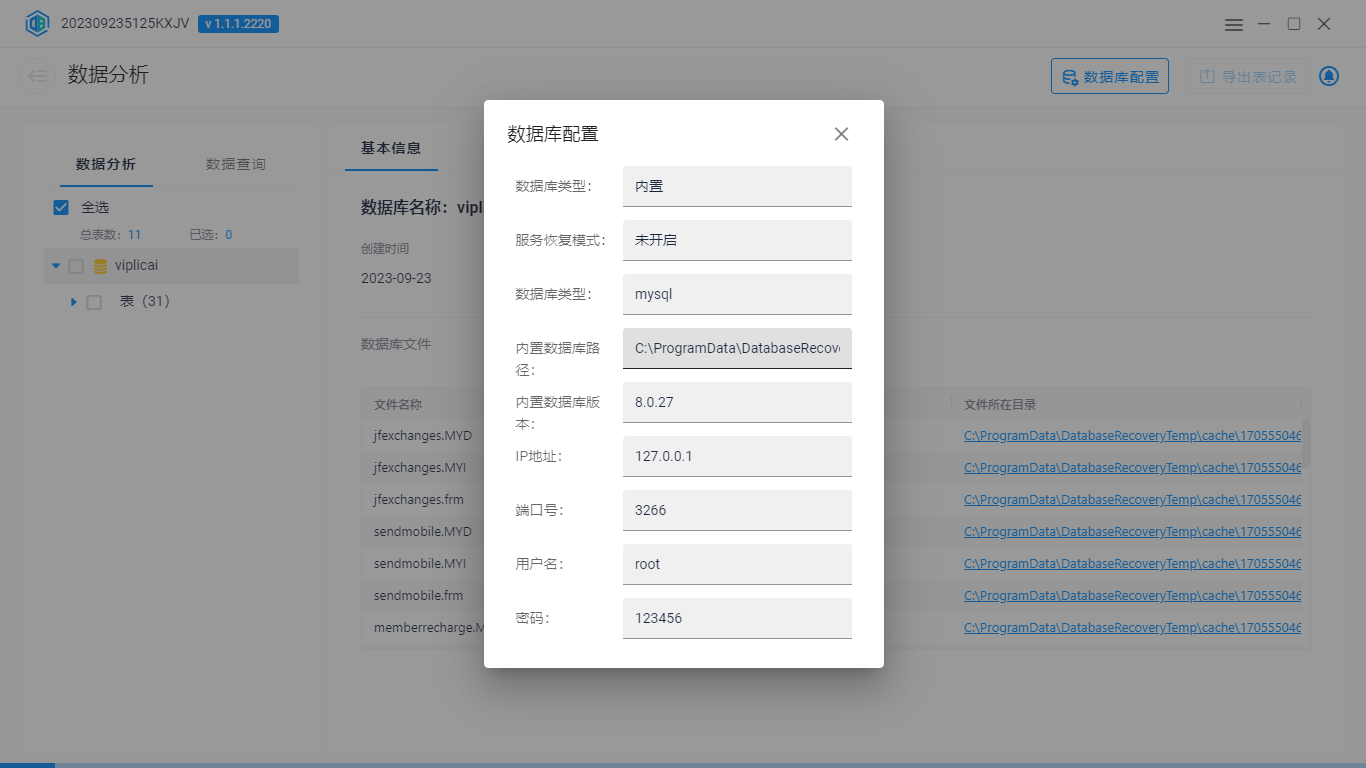 202309235125KXJV v 1.1.1.2220
数据分析
数据库配置 导出表记录
数据分析 数据查询
全选
总表数：11 已选：0
viplicai
表（31）
基本信息
数据库名称：vipli
创建时间
2023-09-23
数据库文件
文件名称 文件所在目录
jfexchanges.MYD C:\ProgramData\DatabaseRecoveryTemp\cache\170555046
jfexchanges.MYI C:\ProgramData\DatabaseRecoveryTemp\cache\170555046
jfexchanges.frm C:\ProgramData\DatabaseRecoveryTemp\cache\170555046
sendmobile.MYD C:\ProgramData\DatabaseRecoveryTemp\cache\170555046
sendmobile.MYI C:\ProgramData\DatabaseRecoveryTemp\cache\170555046
sendmobile.frm C:\ProgramData\DatabaseRecoveryTemp\cache\170555046
memberrecharge.M C:\ProgramData\DatabaseRecoveryTemp\cache\170555046
数据库配置
数据库类型： 内置
服务恢复模式： 未开启
数据库类型： mysql
内置数据库路 C:\ProgramData\DatabaseRecov
径：
内置数据库版 8.0.27
本：
IP地址： 127.0.0.1
端口号： 3266
用户名： root
密码： 123456